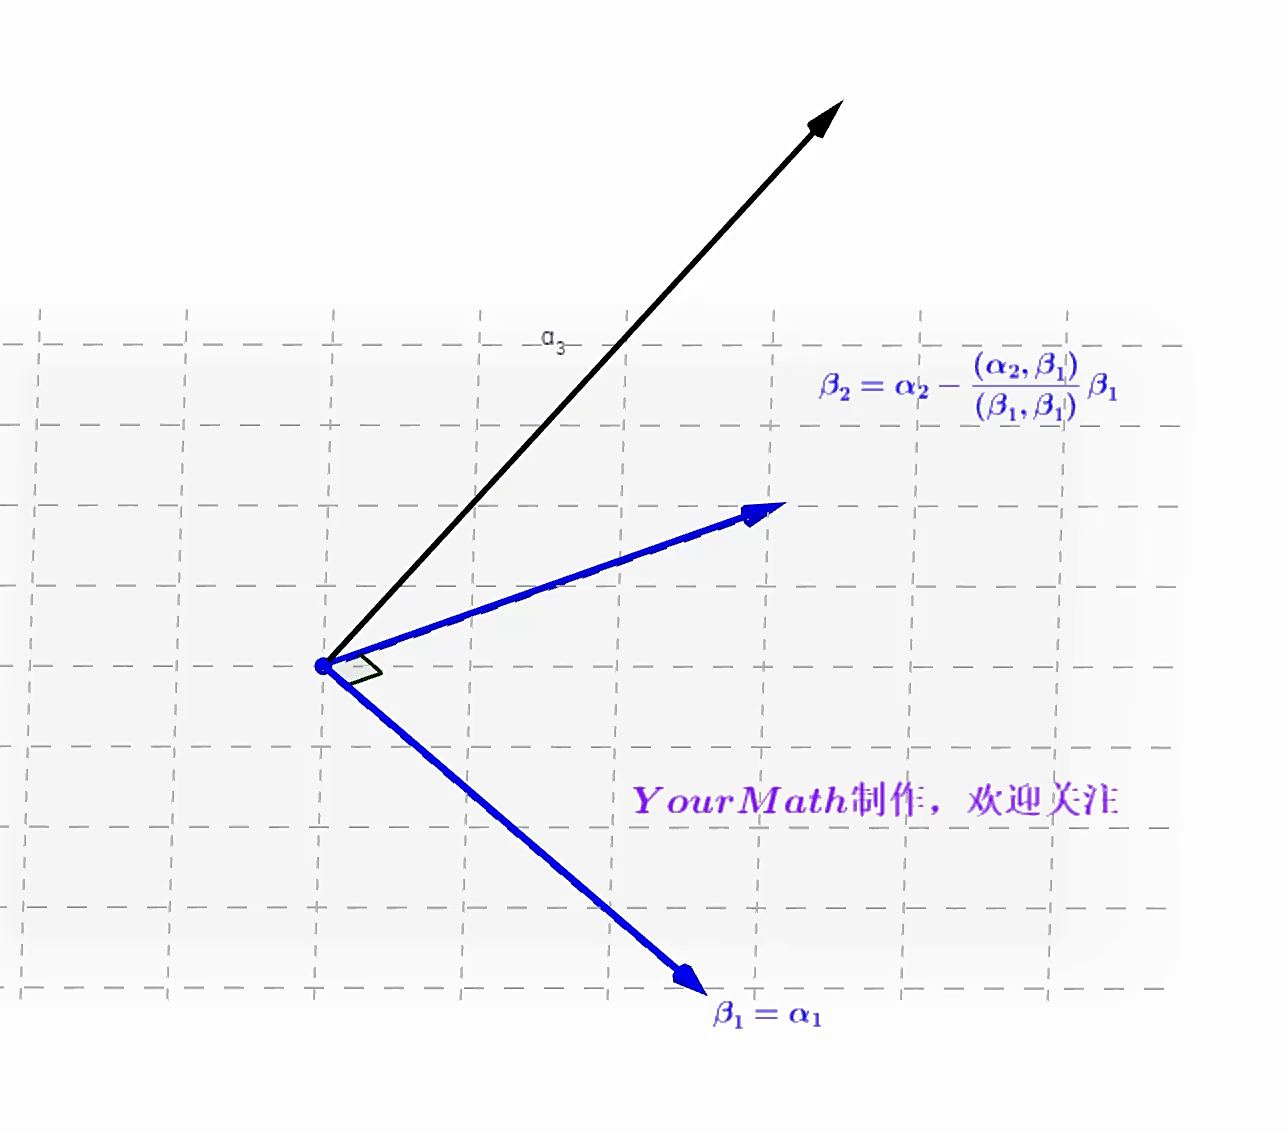 a₃
β₂ = α₂ − (α₂, β₁)/(β₁, β₁) β₁
YourMath制作，欢迎关注
β₁ = α₁